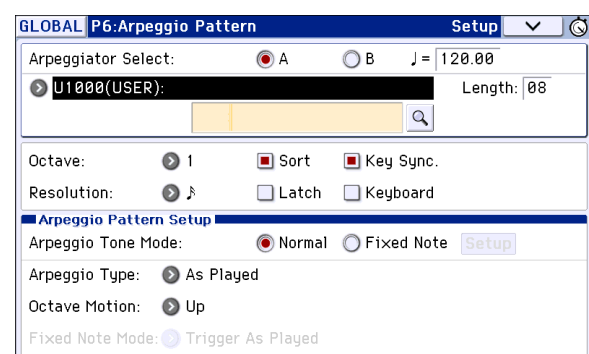 GLOBAL P6:Arpeggio Pattern Setup
Arpeggiator Select: A B ♩= 120.00
U1000(USER): Length: 08
Octave: 1 Sort Key Sync.
Resolution: ♪ Latch Keyboard
Arpeggio Pattern Setup
Arpeggio Tone Mode: Normal Fixed Note Setup
Arpeggio Type: As Played
Octave Motion: Up
Fixed Note Mode: Trigger As Played